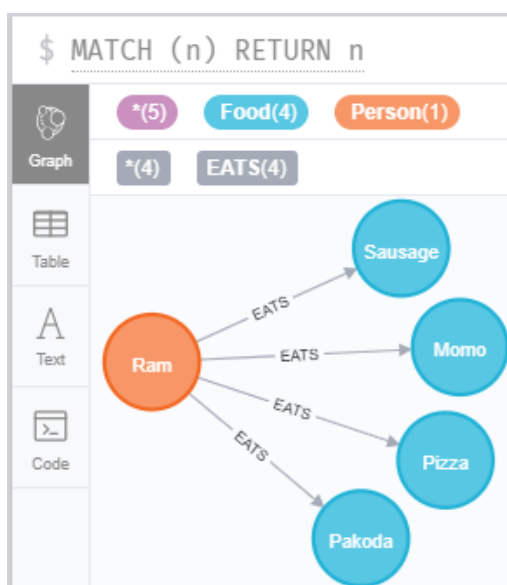 $ MATCH (n) RETURN n
*(5) Food(4) Person(1)
*(4) EATS(4)
Graph
Table
A
Text
>_
Code
Sausage
EATS
Momo
EATS
Ram
EATS
Pizza
EATS
Pakoda